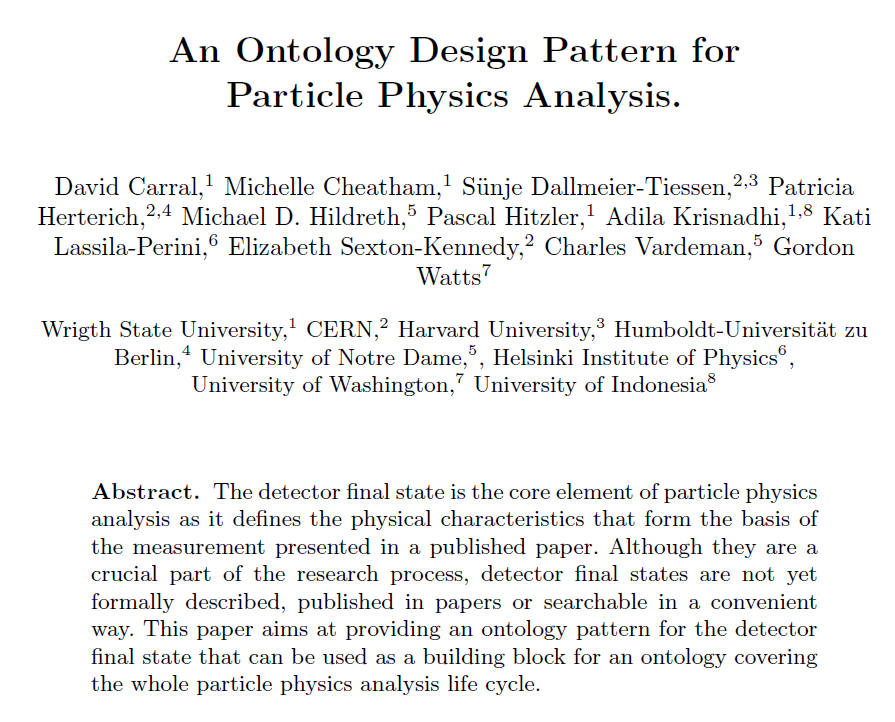 An Ontology Design Pattern for
Particle Physics Analysis.
David Carral,1 Michelle Cheatham,1 Sünje Dallmeier-Tiessen,2,3 Patricia
Herterich,2,4 Michael D. Hildreth,5 Pascal Hitzler,1 Adila Krisnadhi,1,8 Kati
Lassila-Perini,6 Elizabeth Sexton-Kennedy,2 Charles Vardeman,5 Gordon
Watts7
Wrigth State University,1 CERN,2 Harvard University,3 Humboldt-Universität zu
Berlin,4 University of Notre Dame,5, Helsinki Institute of Physics6,
University of Washington,7 University of Indonesia8
Abstract. The detector final state is the core element of particle physics
analysis as it defines the physical characteristics that form the basis of
the measurement presented in a published paper. Although they are a
crucial part of the research process, detector final states are not yet
formally described, published in papers or searchable in a convenient
way. This paper aims at providing an ontology pattern for the detector
final state that can be used as a building block for an ontology covering
the whole particle physics analysis life cycle.